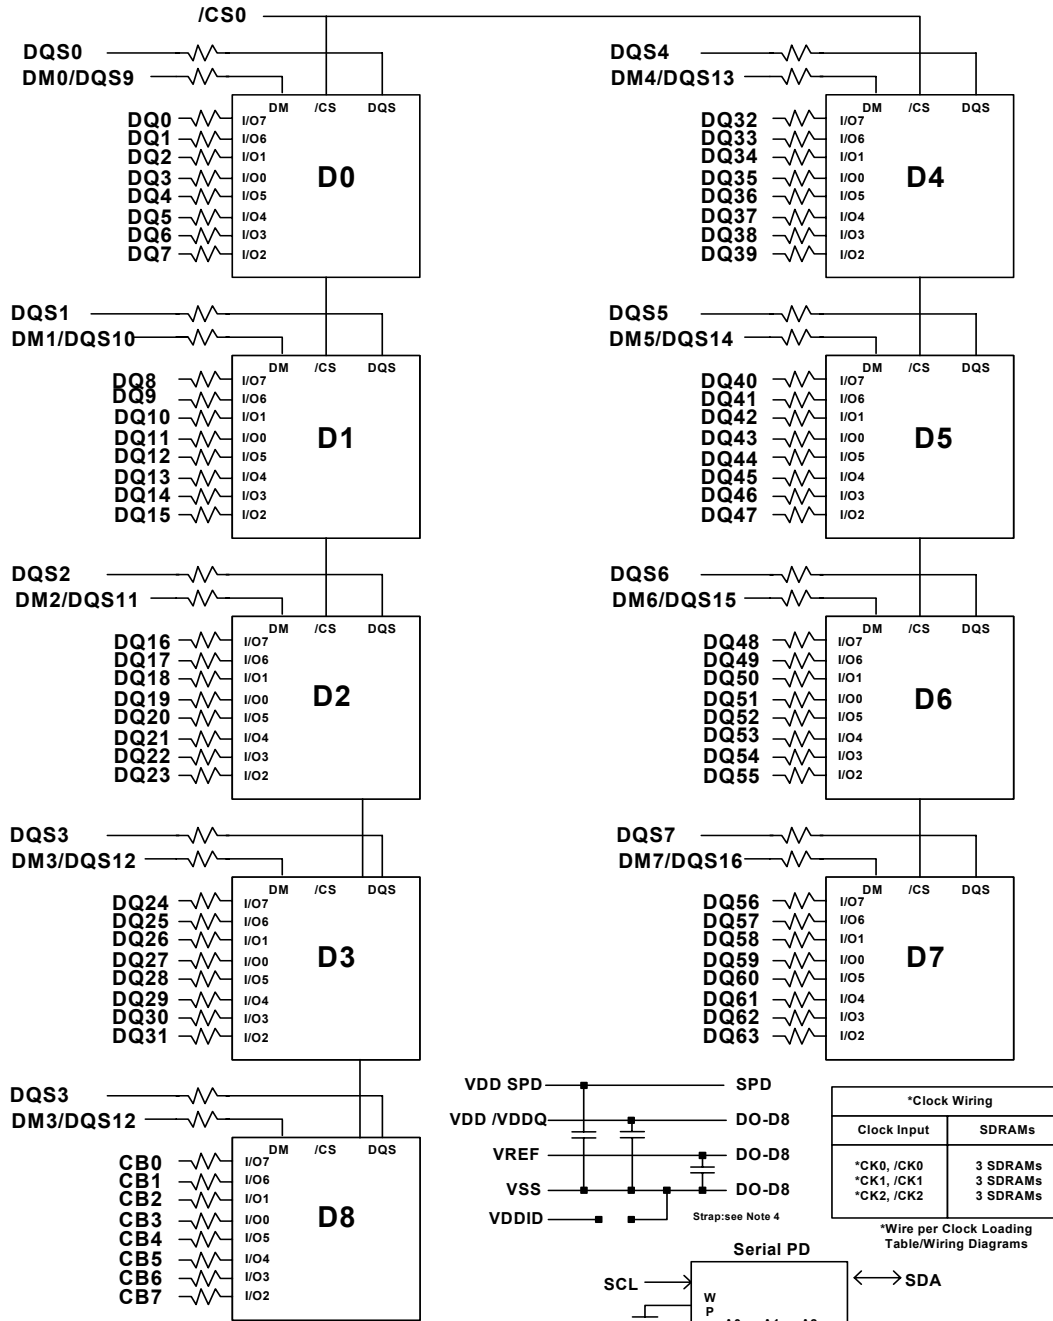 /CS0
DQS0
DM0/DQS9
DM /CS DQS
DQ0 I/O7
DQ1 I/O6
DQ2 I/O1
DQ3 I/O0
DQ4 I/O5
DQ5 I/O4
DQ6 I/O3
DQ7 I/O2
D0
DQS1
DM1/DQS10
DM /CS DQS
DQ8 I/O7
DQ9 I/O6
DQ10 I/O1
DQ11 I/O0
DQ12 I/O5
DQ13 I/O4
DQ14 I/O3
DQ15 I/O2
D1
DQS2
DM2/DQS11
DM /CS DQS
DQ16 I/O7
DQ17 I/O6
DQ18 I/O1
DQ19 I/O0
DQ20 I/O5
DQ21 I/O4
DQ22 I/O3
DQ23 I/O2
D2
DQS3
DM3/DQS12
DM /CS DQS
DQ24 I/O7
DQ25 I/O6
DQ26 I/O1
DQ27 I/O0
DQ28 I/O5
DQ29 I/O4
DQ30 I/O3
DQ31 I/O2
D3
DQS3
DM3/DQS12
DM /CS DQS
CB0 I/O7
CB1 I/O6
CB2 I/O1
CB3 I/O0
CB4 I/O5
CB5 I/O4
CB6 I/O3
CB7 I/O2
D8
DQS4
DM4/DQS13
DM /CS DQS
DQ32 I/O7
DQ33 I/O6
DQ34 I/O1
DQ35 I/O0
DQ36 I/O5
DQ37 I/O4
DQ38 I/O3
DQ39 I/O2
D4
DQS5
DM5/DQS14
DM /CS DQS
DQ40 I/O7
DQ41 I/O6
DQ42 I/O1
DQ43 I/O0
DQ44 I/O5
DQ45 I/O4
DQ46 I/O3
DQ47 I/O2
D5
DQS6
DM6/DQS15
DM /CS DQS
DQ48 I/O7
DQ49 I/O6
DQ50 I/O1
DQ51 I/O0
DQ52 I/O5
DQ53 I/O4
DQ54 I/O3
DQ55 I/O2
D6
DQS7
DM7/DQS16
DM /CS DQS
DQ56 I/O7
DQ57 I/O6
DQ58 I/O1
DQ59 I/O0
DQ60 I/O5
DQ61 I/O4
DQ62 I/O3
DQ63 I/O2
D7
VDD SPD SPD
VDD /VDDQ DO-D8
VREF DO-D8
VSS DO-D8
VDDID Strap:see Note 4
*Clock Wiring
Clock Input SDRAMs
*CK0, /CK0 3 SDRAMs
*CK1, /CK1 3 SDRAMs
*CK2, /CK2 3 SDRAMs
*Wire per Clock Loading
Table/Wiring Diagrams
Serial PD
SCL SDA
W
P